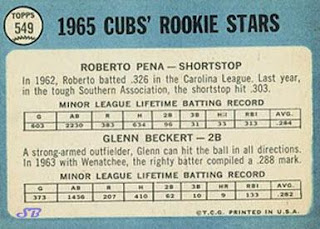 TOPPS
549
1965 CUBS' ROOKIE STARS
ROBERTO PENA — SHORTSTOP
In 1962, Roberto batted .326 in the Carolina League. Last year,
in the tough Southern Association, the shortstop hit .303.
MINOR LEAGUE LIFETIME BATTING RECORD
G AB R H 2B 3B HR RBI AVG.
603 2230 383 634 96 31 33 313 .284
GLENN BECKERT — 2B
A strong-armed outfielder, Glenn can hit the ball in all directions.
In 1963 with Wenatchee, the righty batter compiled a .288 mark.
MINOR LEAGUE LIFETIME BATTING RECORD
G AB R H 2B 3B HR RBI AVG.
373 1456 207 410 62 10 9 133 .282
SB
©T.C.G. PRINTED IN U.S.A.